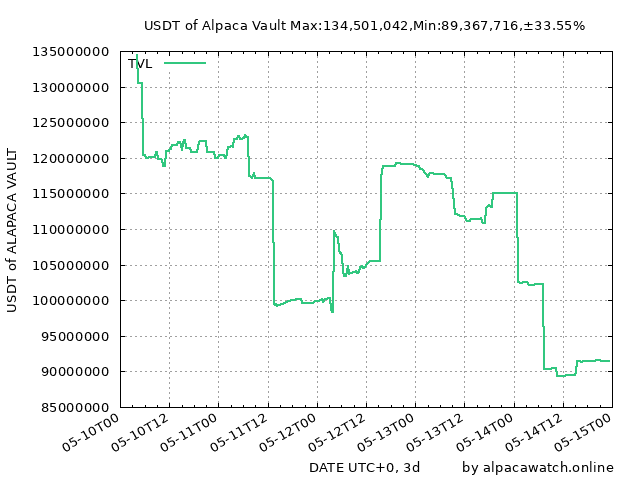 USDT of Alpaca Vault Max:134,501,042,Min:89,367,716,±33.55%
135000000
TVL
130000000
125000000
120000000
115000000
110000000
105000000
100000000
95000000
90000000
85000000
USDT of ALAPACA VAULT
05-10T00
05-10T12
05-11T00
05-11T12
05-12T00
05-12T12
05-13T00
05-13T12
05-14T00
05-14T12
05-15T00
DATE UTC+0, 3d
by alpacawatch.online